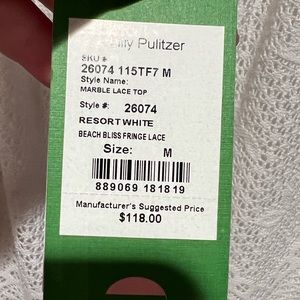 Lilly Pulitzer
SKU #
26074 115TF7 M
Style Name:
MARBLE LACE TOP
Style #: 26074
RESORT WHITE
BEACH BLISS FRINGE LACE
Size: M
889069 181819
Manufacturer's Suggested Price
$118.00